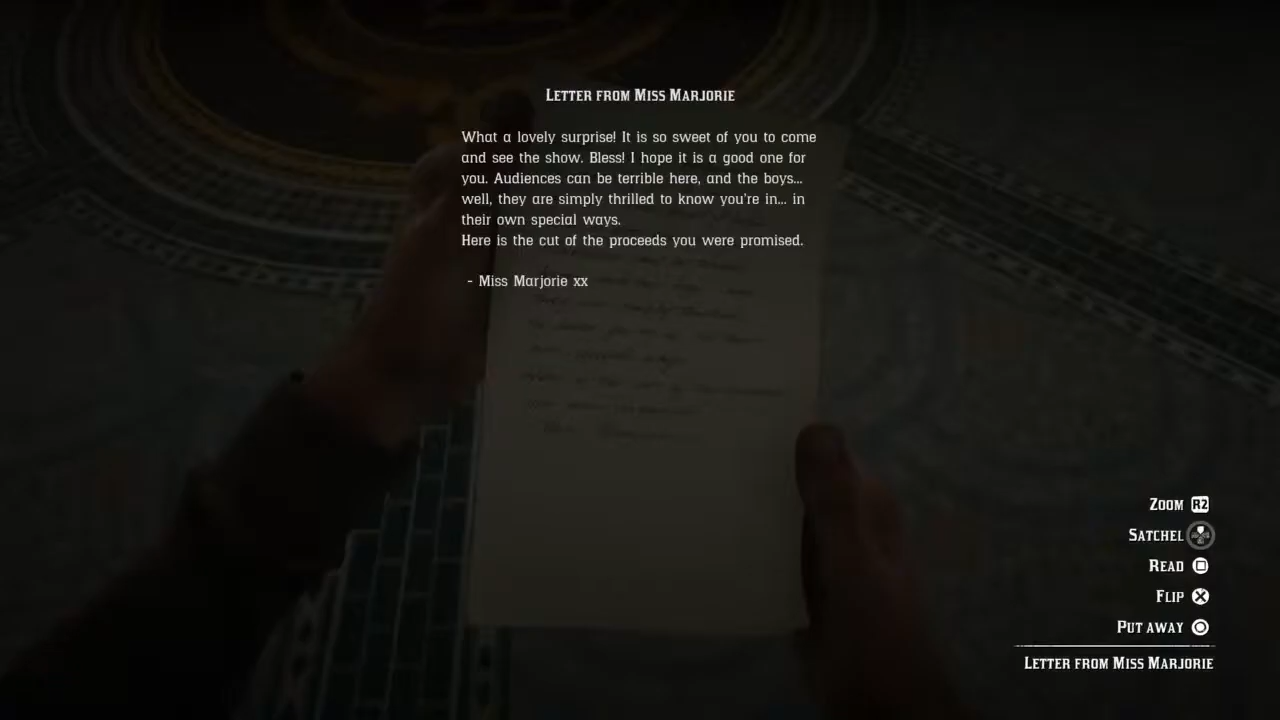 Letter from Miss Marjorie
What a lovely surprise! It is so sweet of you to come
and see the show. Bless! I hope it is a good one for
you. Audiences can be terrible here, and the boys...
well, they are simply thrilled to know you're in... in
their own special ways.
Here is the cut of the proceeds you were promised.
- Miss Marjorie xx
Zoom R2
Satchel
Read
Flip
Put away
Letter from Miss Marjorie